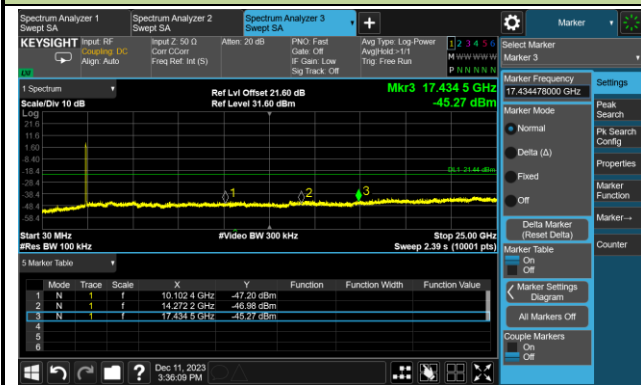 Spectrum Analyzer 1
Swept SA
Spectrum Analyzer 2
Swept SA
Spectrum Analyzer 3
Swept SA
Marker
KEYSIGHT
Input: RF
Coupling: DC
Align: Auto
Input Z: 50 Ω
Corr CCorr
Freq Ref: Int (S)
Atten: 20 dB
PNO: Fast
Gate: Off
IF Gain: Low
Sig Track: Off
Avg Type: Log-Power
Avg|Hold:>1/1
Trig: Free Run
1 2 3 4 5 6
M W W W W W
P N N N N N
LXI
1 Spectrum
Scale/Div 10 dB
Log
Ref Lvl Offset 21.60 dB
Ref Level 31.60 dBm
Mkr3 17.434 5 GHz
-45.27 dBm
21.6
11.6
1.60
-8.40
-18.4
-28.4
-38.4
-48.4
-58.4
DL1 -21.44 dBm
1
2
3
Start 30 MHz
#Res BW 100 kHz
#Video BW 300 kHz
Stop 25.00 GHz
Sweep 2.39 s (10001 pts)
5 Marker Table
Mode Trace Scale X Y Function Function Width Function Value
1 N 1 f 10.102 4 GHz -47.20 dBm
2 N 1 f 14.272 2 GHz -46.98 dBm
3 N 1 f 17.434 5 GHz -45.27 dBm
4
5
6
Dec 11, 2023
3:36:09 PM
Select Marker
Marker 3
Marker Frequency
17.434478000 GHz
Marker Mode
Normal
Delta (Δ)
Fixed
Off
Delta Marker
(Reset Delta)
Marker Table
On
Off
Marker Settings
Diagram
All Markers Off
Couple Markers
On
Off
Settings
Peak
Search
Pk Search
Config
Properties
Marker
Function
Marker→
Counter